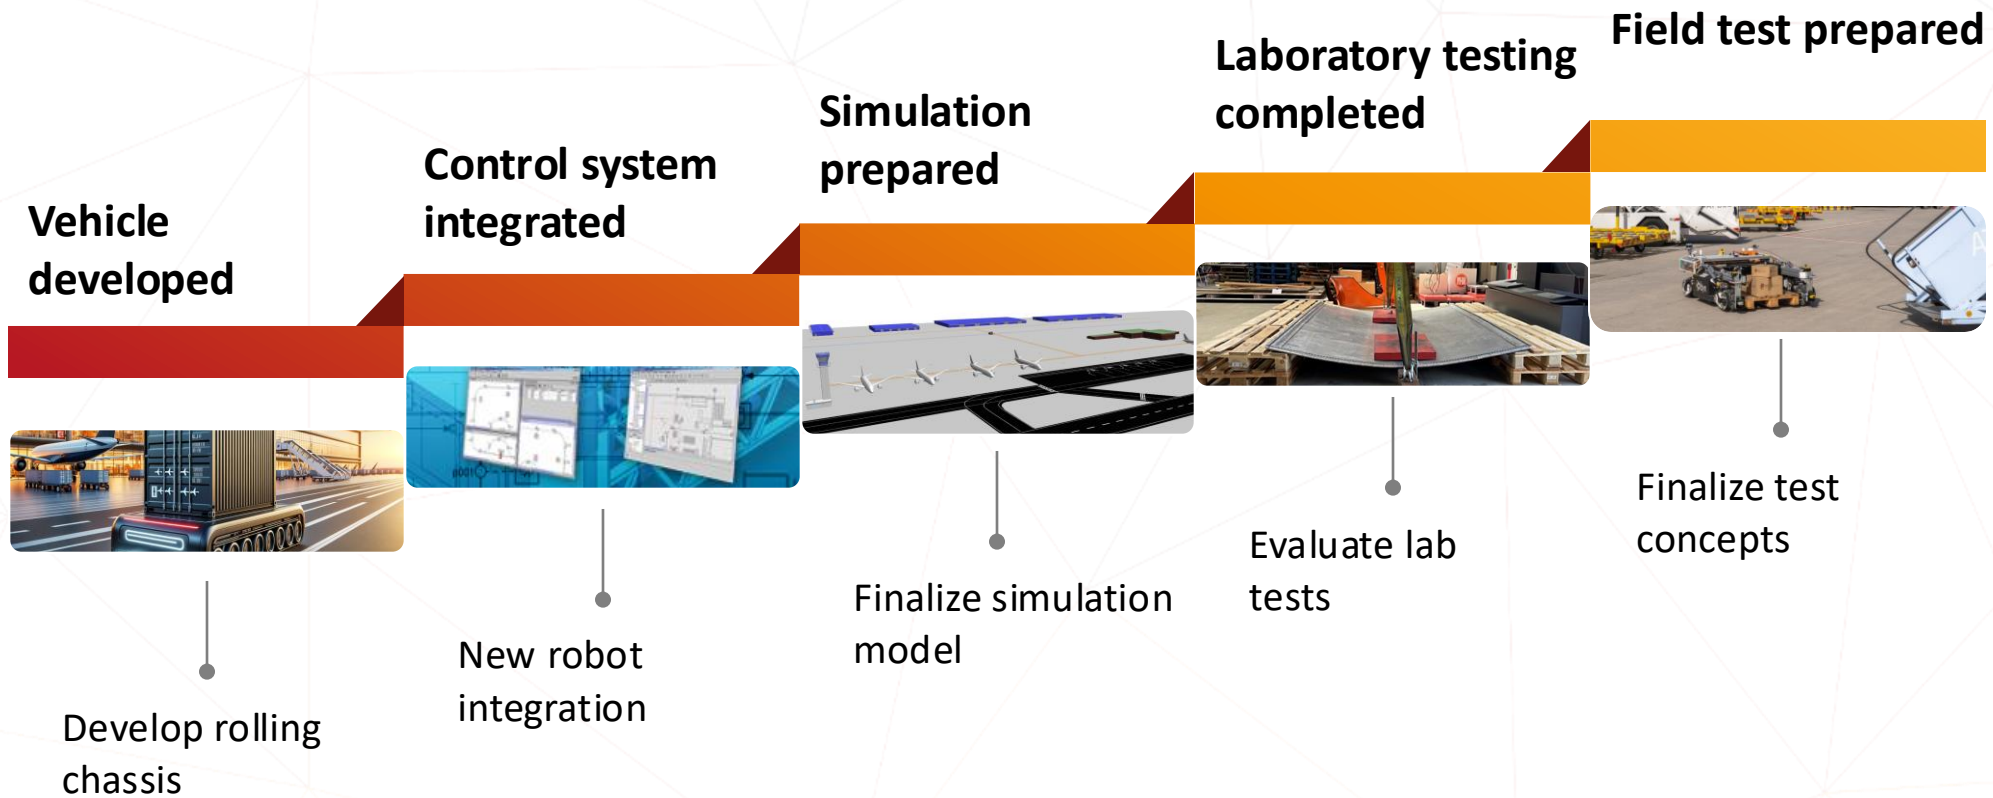 Vehicle
developed
Develop rolling
chassis
Control system
integrated
New robot
integration
Simulation
prepared
Finalize simulation
model
Laboratory testing
completed
Evaluate lab
tests
Field test prepared
Finalize test
concepts